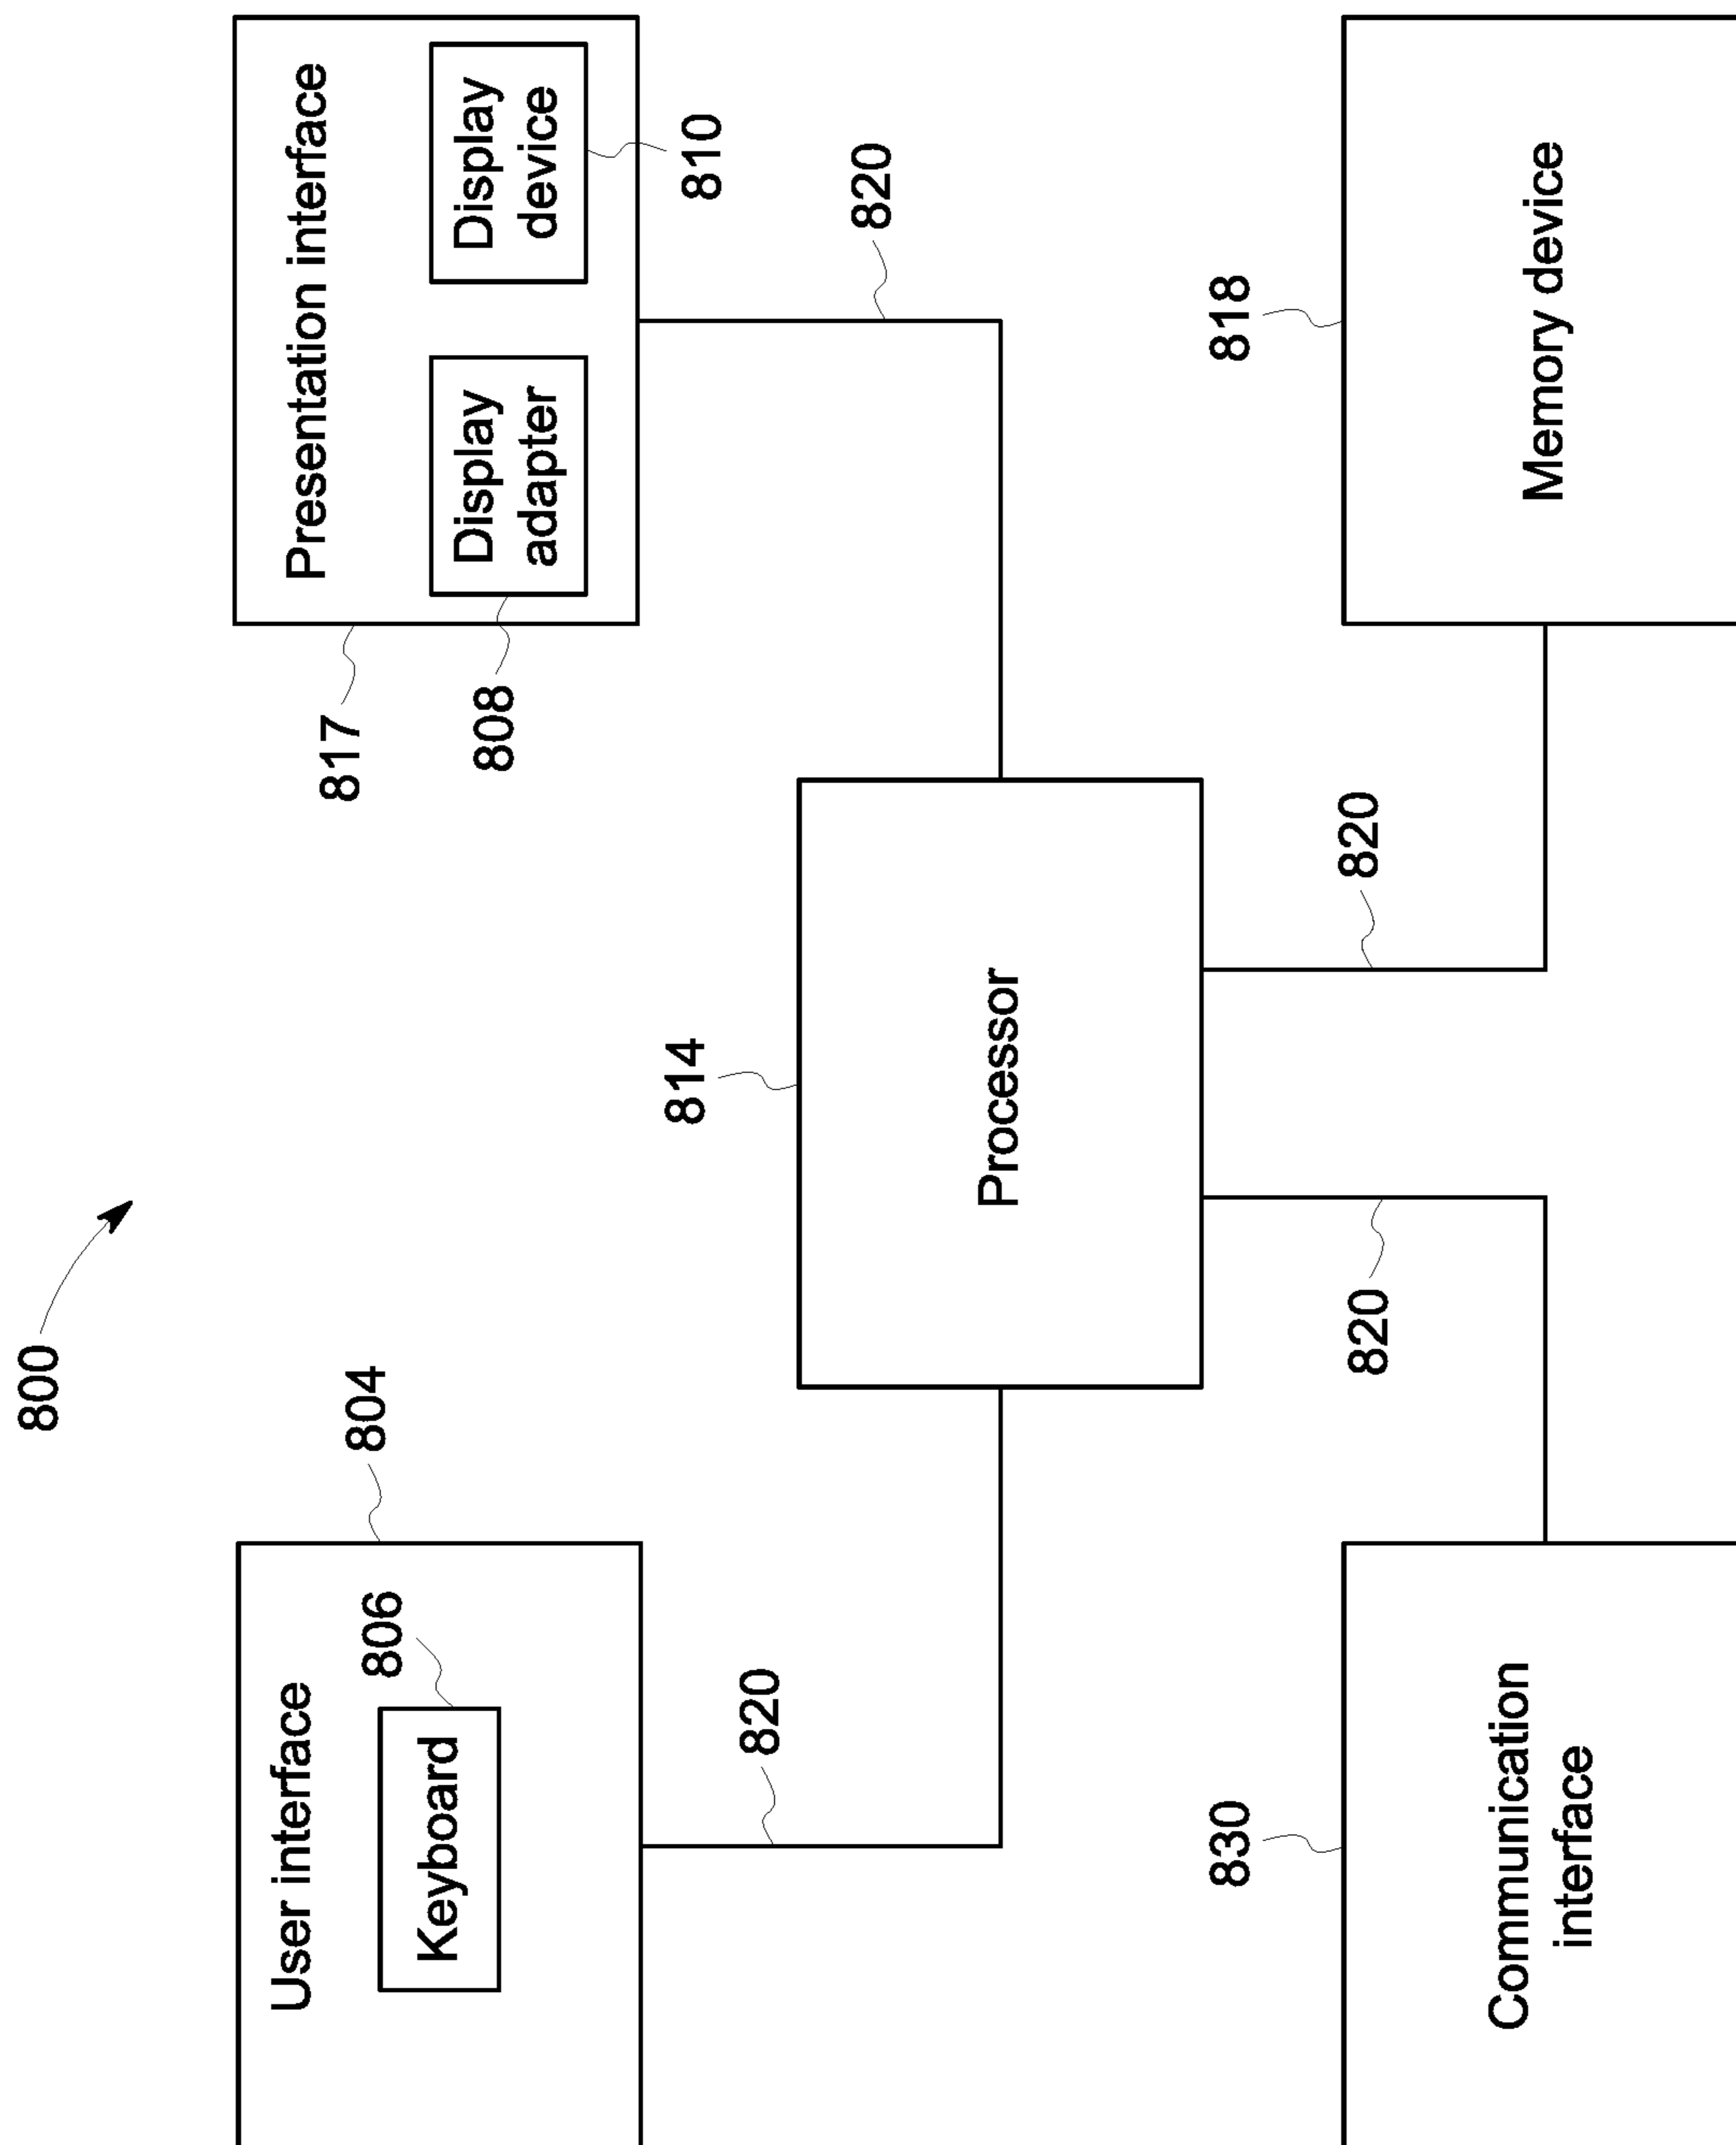 800
804
User interface
806
Keyboard
820
817
Presentation interface
808
Display
adapter
Display
device
810
820
814
Processor
820
820
830
Communication
interface
818
Memory device